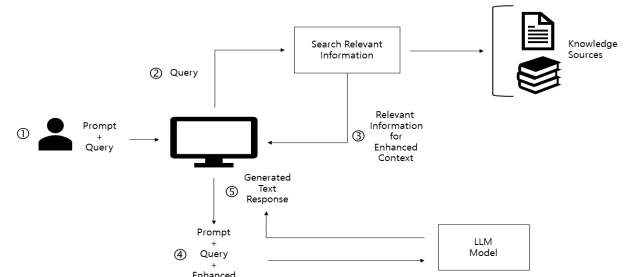 Search Relevant
Information
Knowledge
Sources
② Query
①
Prompt
+
Query
③
Relevant
Information
for
Enhanced
Context
⑤
Generated
Text
Response
④
Prompt
+
Query
+
Enhanced
LLM
Model